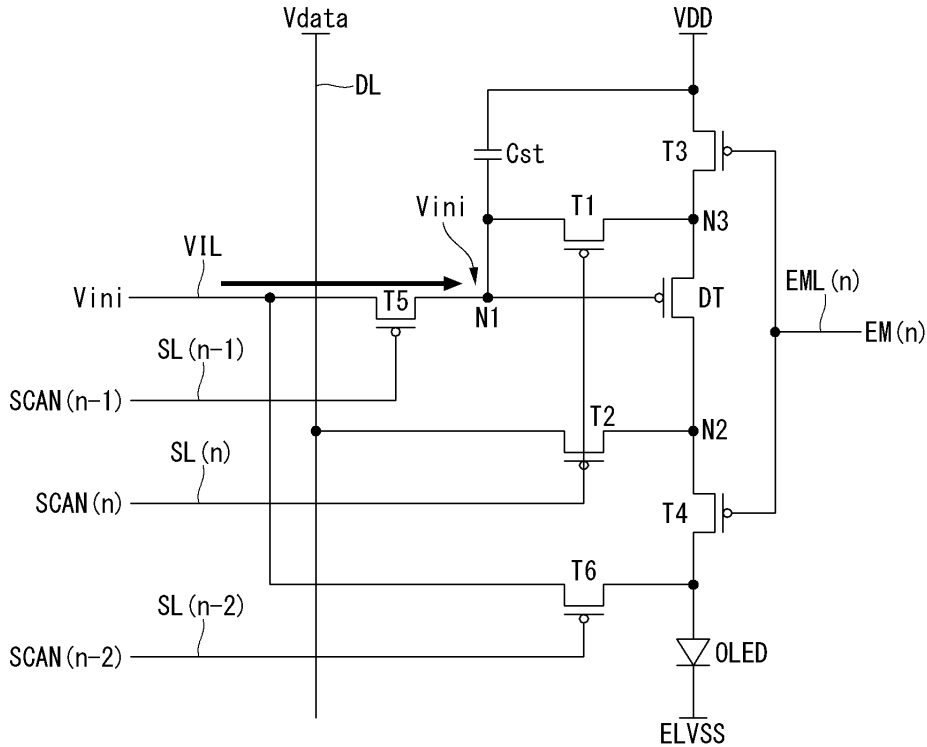 Vdata
VDD
DL
T3
Cst
T1
Vini
N3
VIL
EML(n)
Vini
T5
N1
DT
EM(n)
SL(n-1)
SCAN(n-1)
T2
N2
SL(n)
SCAN(n)
T4
T6
SL(n-2)
SCAN(n-2)
OLED
ELVSS